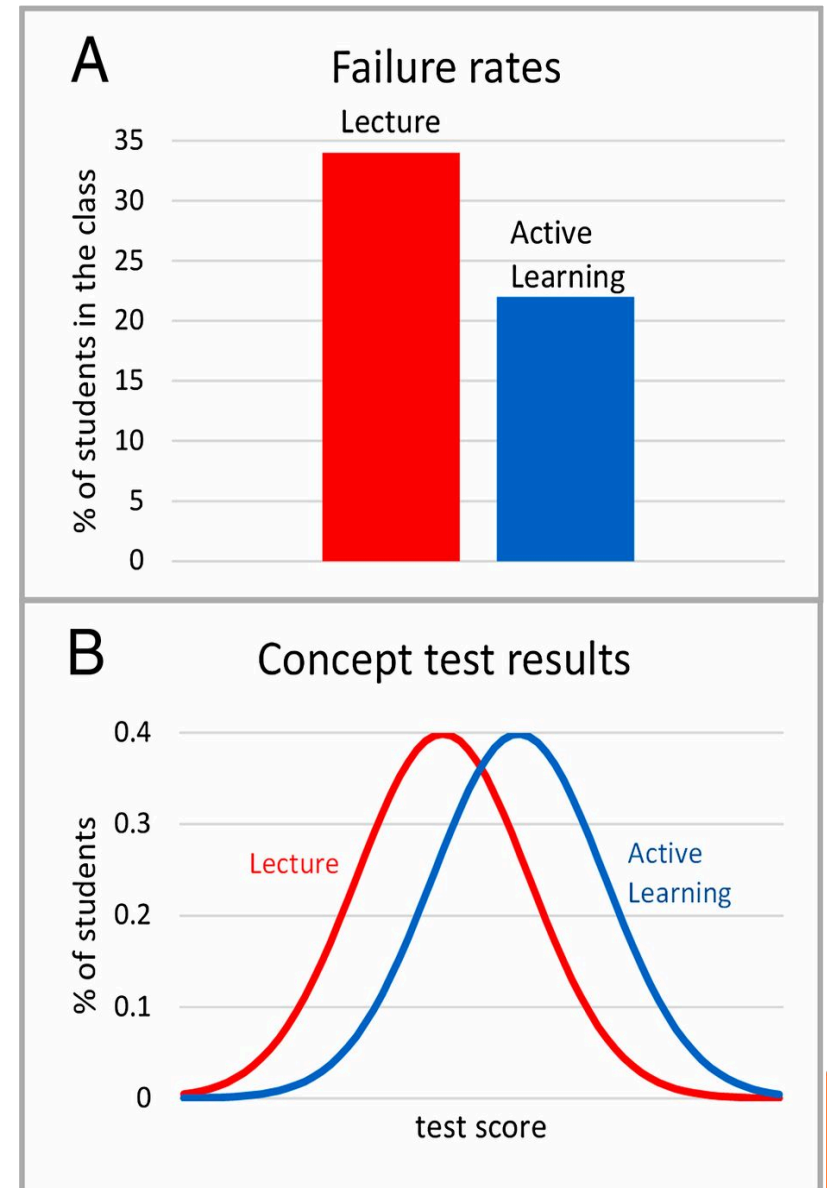 A
Failure rates
Lecture
Active
Learning
% of students in the class
35
30
25
20
15
10
5
0
B
Concept test results
% of students
0.4
0.3
0.2
0.1
0
Lecture
Active
Learning
test score